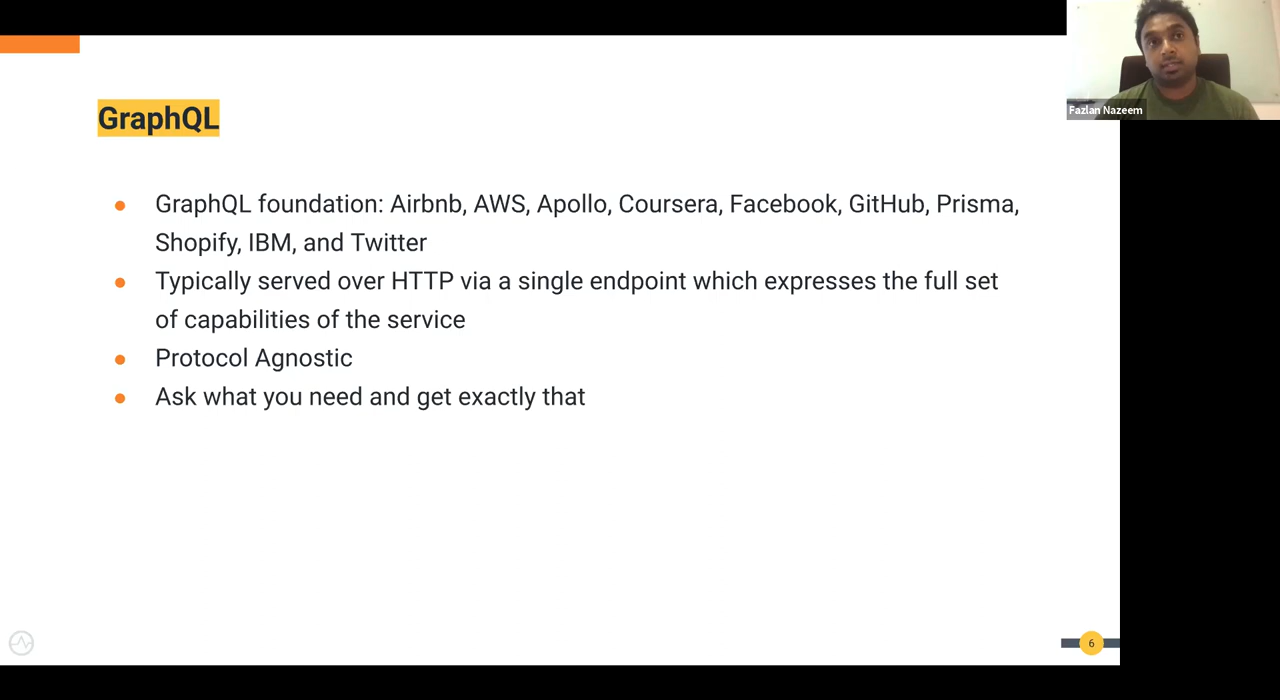 GraphQL
GraphQL foundation: Airbnb, AWS, Apollo, Coursera, Facebook, GitHub, Prisma,
Shopify, IBM, and Twitter
Typically served over HTTP via a single endpoint which expresses the full set
of capabilities of the service
Protocol Agnostic
Ask what you need and get exactly that
Fazlan Nazeem
6